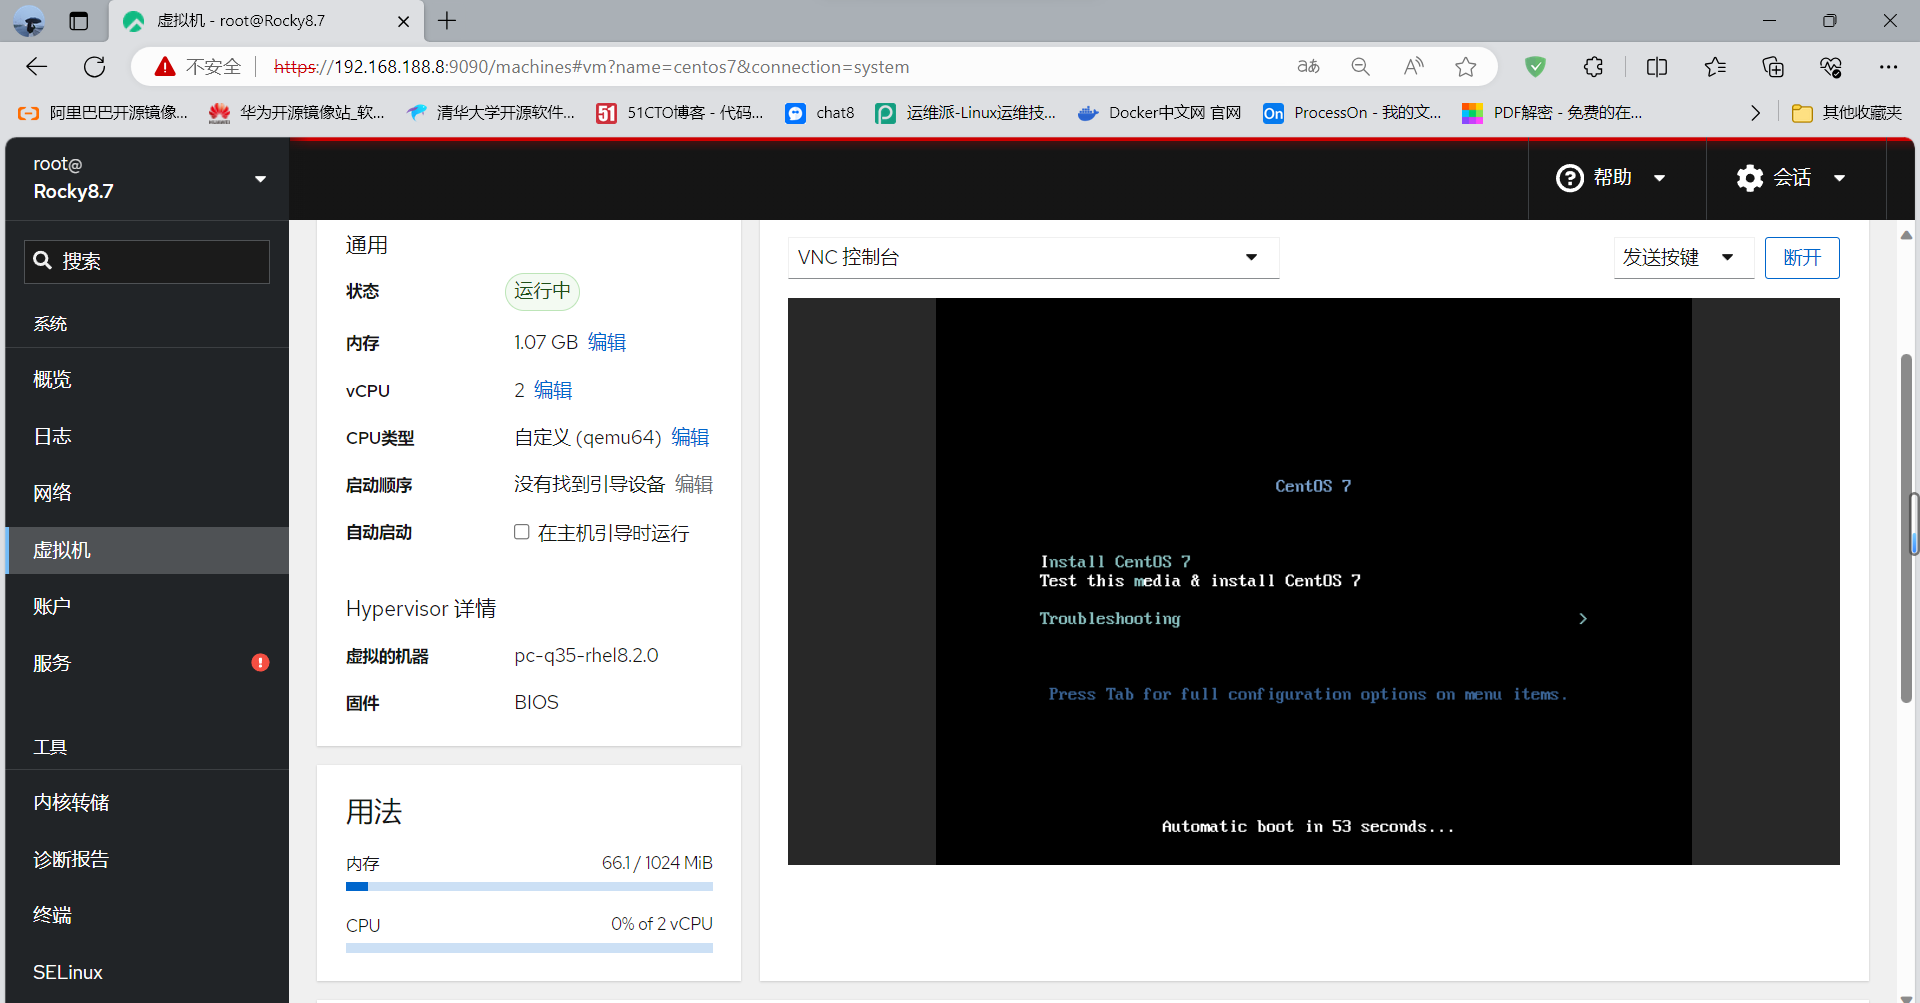 虚拟机 - root@Rocky8.7
不安全 https://192.168.188.8:9090/machines#vm?name=centos7&connection=system aあ
阿里巴巴开源镜像... 华为开源镜像站_软... 清华大学开源软件... 51 51CTO博客 - 代码... chat8 运维派-Linux运维技... Docker中文网 官网 On ProcessOn - 我的文... PDF解密 - 免费的在... 其他收藏夹
root@
Rocky8.7
帮助 会话
搜索
系统
概览
日志
网络
虚拟机
账户
服务
工具
内核转储
诊断报告
终端
SELinux
通用
状态 运行中
内存 1.07 GB 编辑
vCPU 2 编辑
CPU类型 自定义 (qemu64) 编辑
启动顺序 没有找到引导设备 编辑
自动启动 在主机引导时运行
Hypervisor 详情
虚拟的机器 pc-q35-rhel8.2.0
固件 BIOS
用法
内存 66.1 / 1024 MiB
CPU 0% of 2 vCPU
VNC 控制台 发送按键 断开
CentOS 7
Install CentOS 7
Test this media & install CentOS 7
Troubleshooting >
Press Tab for full configuration options on menu items.
Automatic boot in 53 seconds...